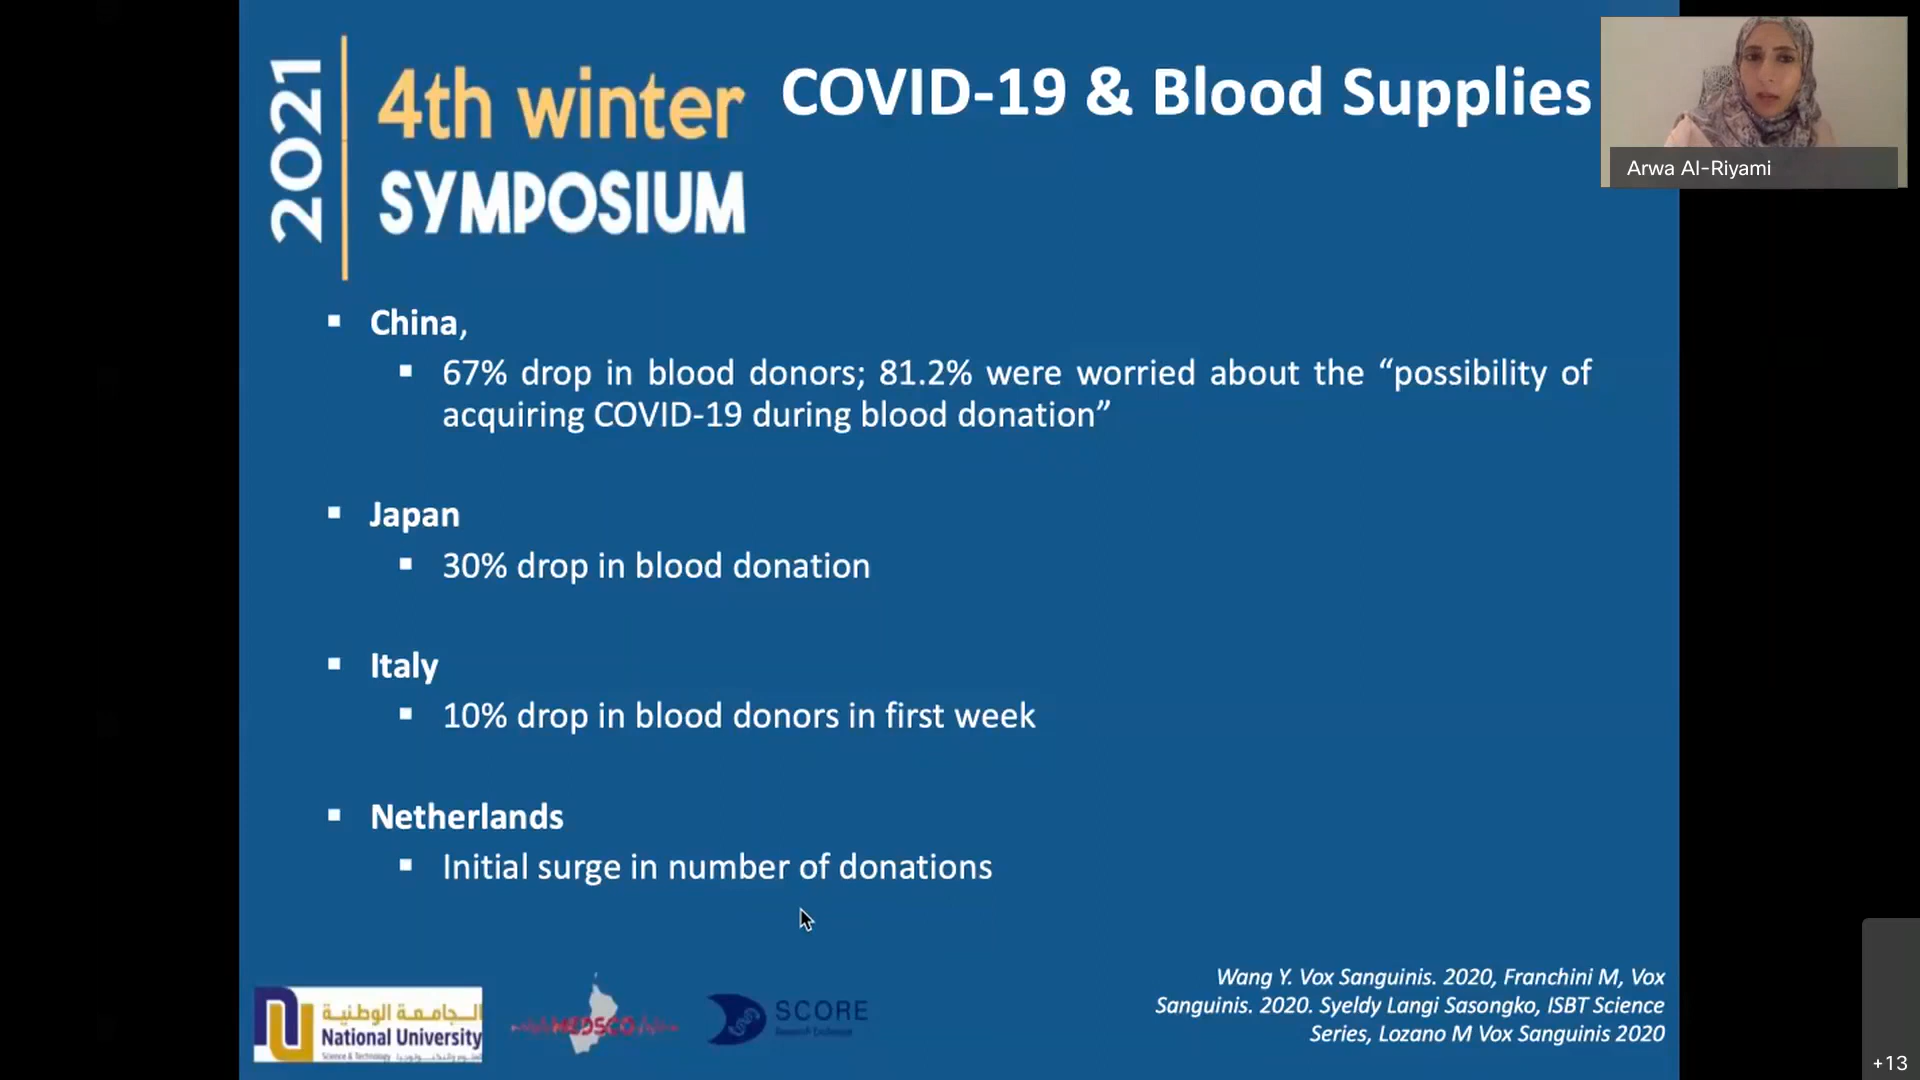 2021
4th winter
SYMPOSIUM
COVID-19 & Blood Supplies
Arwa Al-Riyami
▪ China,
▪ 67% drop in blood donors; 81.2% were worried about the “possibility of
acquiring COVID-19 during blood donation”
▪ Japan
▪ 30% drop in blood donation
▪ Italy
▪ 10% drop in blood donors in first week
▪ Netherlands
▪ Initial surge in number of donations
Wang Y. Vox Sanguinis. 2020, Franchini M, Vox
Sanguinis. 2020. Syeldy Langi Sasongko, ISBT Science
Series, Lozano M Vox Sanguinis 2020
الجامعة الوطنية
National University
Science & Technology
MEDSCO
SCORE
+13